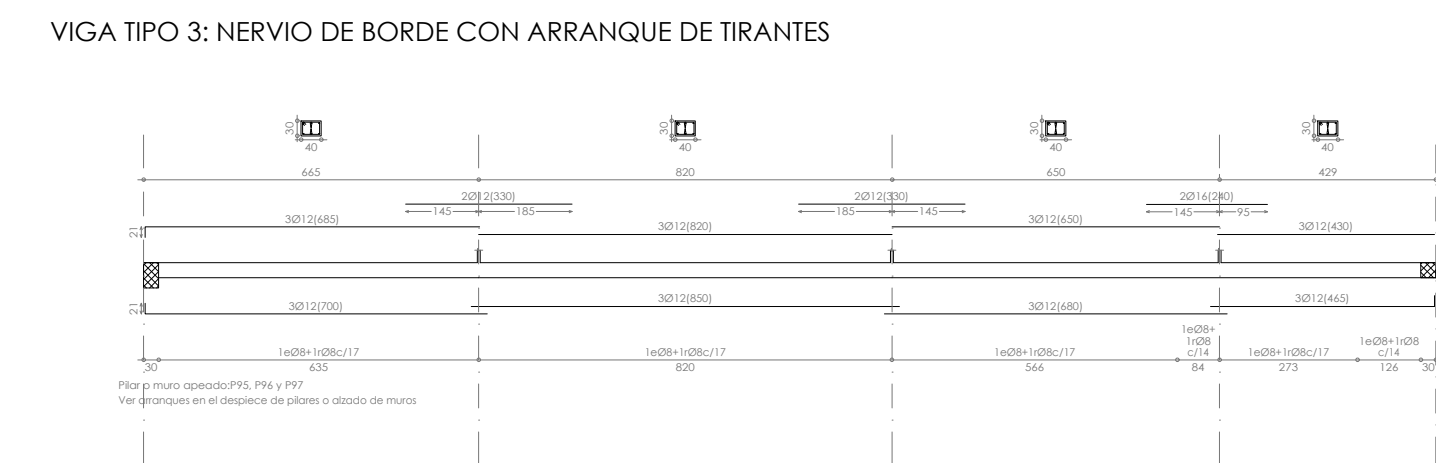 VIGA TIPO 3: NERVIO DE BORDE CON ARRANQUE DE TIRANTES
30 30 30 30
40 40 40 40
665 820 650 429
2Ø12(330) 2Ø12(330) 2Ø16(240)
145 185 185 145 145 95
3Ø12(685) 3Ø12(820) 3Ø12(650) 3Ø12(430)
21
3Ø12(700) 3Ø12(850) 3Ø12(680) 3Ø12(465)
21
1eØ8+1rØ8c/17 1eØ8+1rØ8c/17 1eØ8+1rØ8c/17 1eØ8+
1rØ8
c/14 1eØ8+1rØ8c/17 1eØ8+1rØ8
c/14
30 635 820 566 84 273 126 30
Pilar o muro apeado:P95, P96 y P97
Ver arranques en el despiece de pilares o alzado de muros